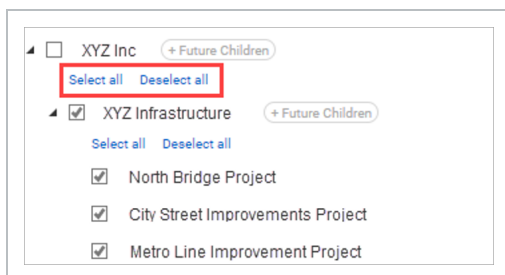 XYZ Inc + Future Children
Select all Deselect all
XYZ Infrastructure + Future Children
Select all Deselect all
North Bridge Project
City Street Improvements Project
Metro Line Improvement Project